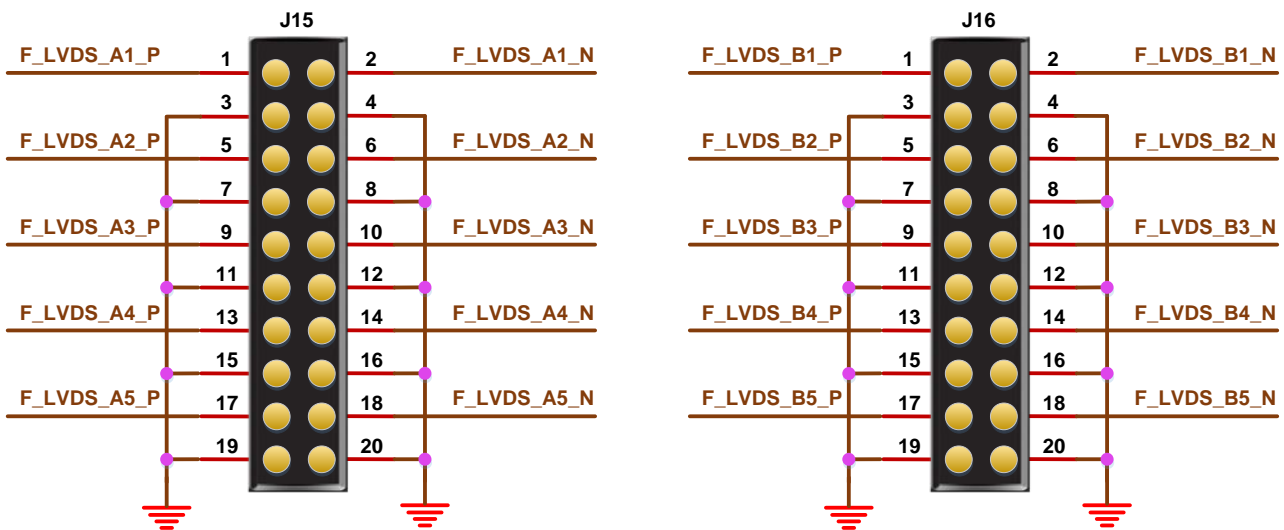 J15 J16
F_LVDS_A1_P 1 2 F_LVDS_A1_N F_LVDS_B1_P 1 2 F_LVDS_B1_N
3 4 3 4
F_LVDS_A2_P 5 6 F_LVDS_A2_N F_LVDS_B2_P 5 6 F_LVDS_B2_N
7 8 7 8
F_LVDS_A3_P 9 10 F_LVDS_A3_N F_LVDS_B3_P 9 10 F_LVDS_B3_N
11 12 11 12
F_LVDS_A4_P 13 14 F_LVDS_A4_N F_LVDS_B4_P 13 14 F_LVDS_B4_N
15 16 15 16
F_LVDS_A5_P 17 18 F_LVDS_A5_N F_LVDS_B5_P 17 18 F_LVDS_B5_N
19 20 19 20